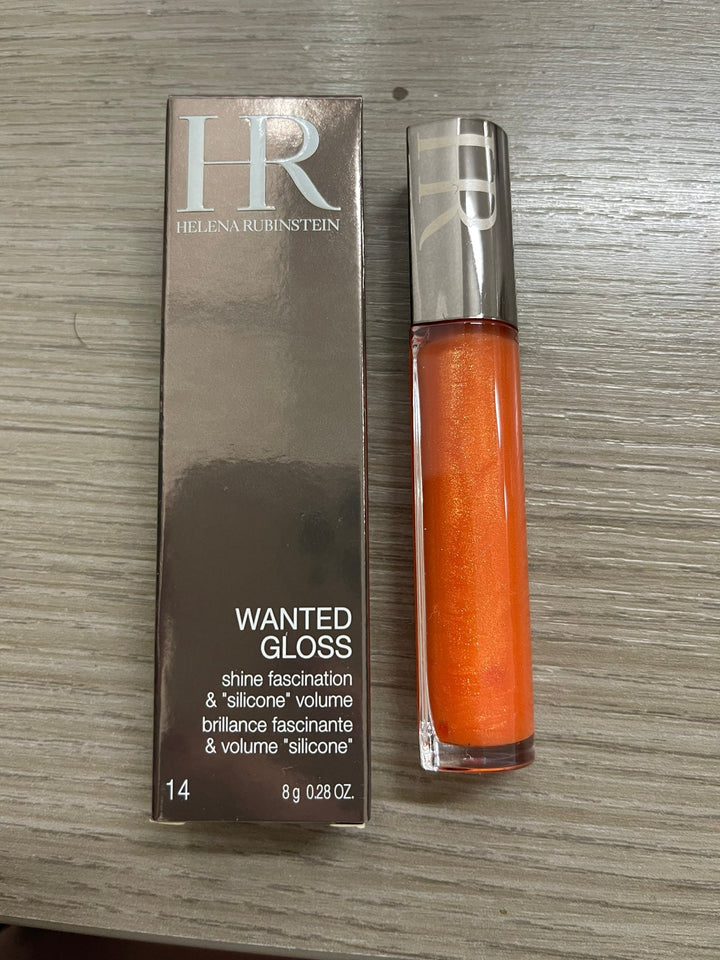 HR
HELENA RUBINSTEIN
WANTED
GLOSS
shine fascination
& "silicone" volume
brillance fascinante
& volume "silicone"
14
8 g 0.28 OZ.
HR